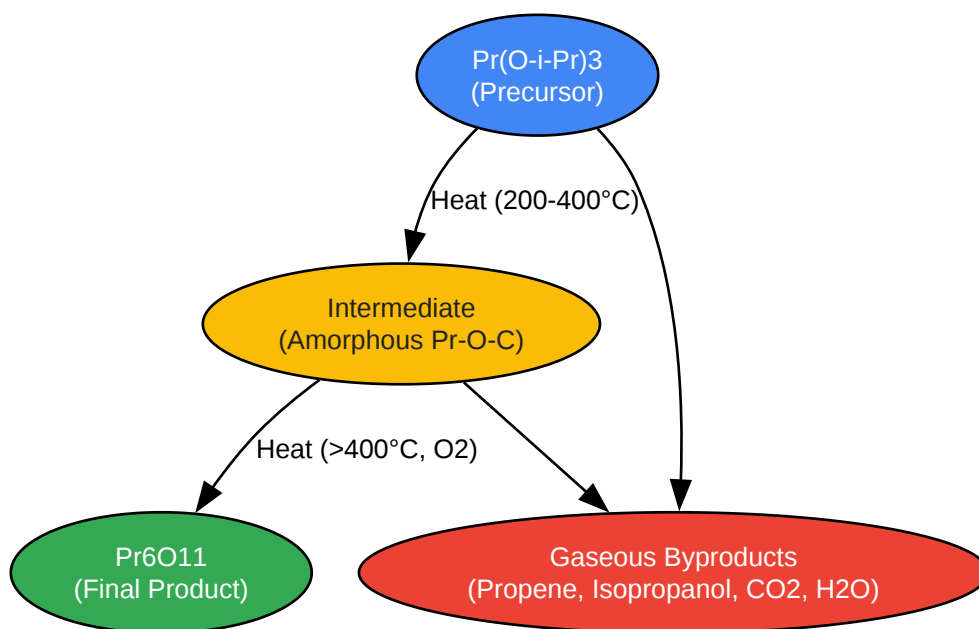 Pr(O-i-Pr)3
(Precursor)
Heat (200-400°C)
Intermediate
(Amorphous Pr-O-C)
Heat (>400°C, O2)
Pr6O11
(Final Product)
Gaseous Byproducts
(Propene, Isopropanol, CO2, H2O)